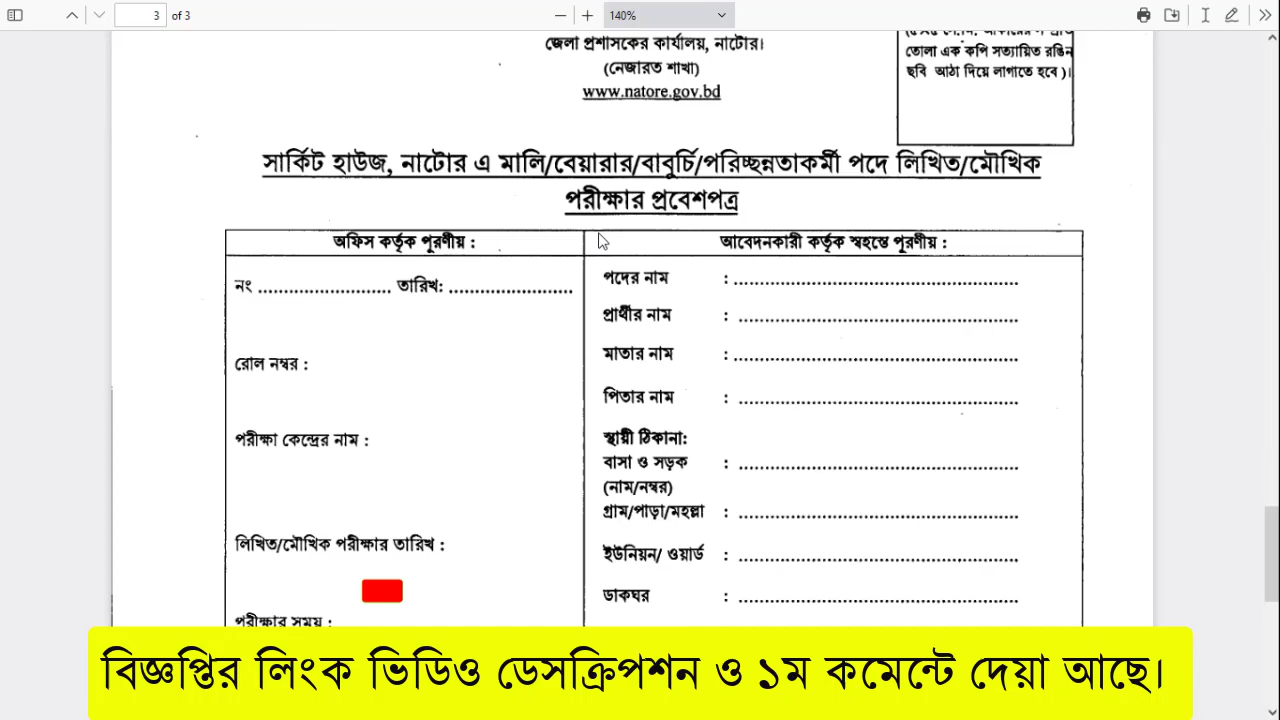 3 of 3
140%
জেলা প্রশাসকের কার্যালয়, নাটোর।
(নেজারত শাখা)
www.natore.gov.bd
তোলা এক কপি সত্যায়িত রঙিন
ছবি আঠা দিয়ে লাগাতে হবে )।
সার্কিট হাউজ, নাটোর এ মালি/বেয়ারার/বাবুর্চি/পরিচ্ছন্নতাকর্মী পদে লিখিত/মৌখিক
পরীক্ষার প্রবেশপত্র
অফিস কর্তৃক পূরণীয় :
নং ......................... তারিখ: ........................
রোল নম্বর :
পরীক্ষা কেন্দ্রের নাম :
লিখিত/মৌখিক পরীক্ষার তারিখ :
পরীক্ষার সময় :
আবেদনকারী কর্তৃক স্বহস্তে পূরণীয় :
পদের নাম : ......................................................
প্রার্থীর নাম : .....................................................
মাতার নাম : ......................................................
পিতার নাম : .....................................................
স্থায়ী ঠিকানা:
বাসা ও সড়ক : .....................................................
(নাম/নম্বর)
গ্রাম/পাড়া/মহল্লা : .....................................................
ইউনিয়ন/ ওয়ার্ড : .....................................................
ডাকঘর : .....................................................
বিজ্ঞপ্তির লিংক ভিডিও ডেসক্রিপশন ও ১ম কমেন্টে দেয়া আছে।